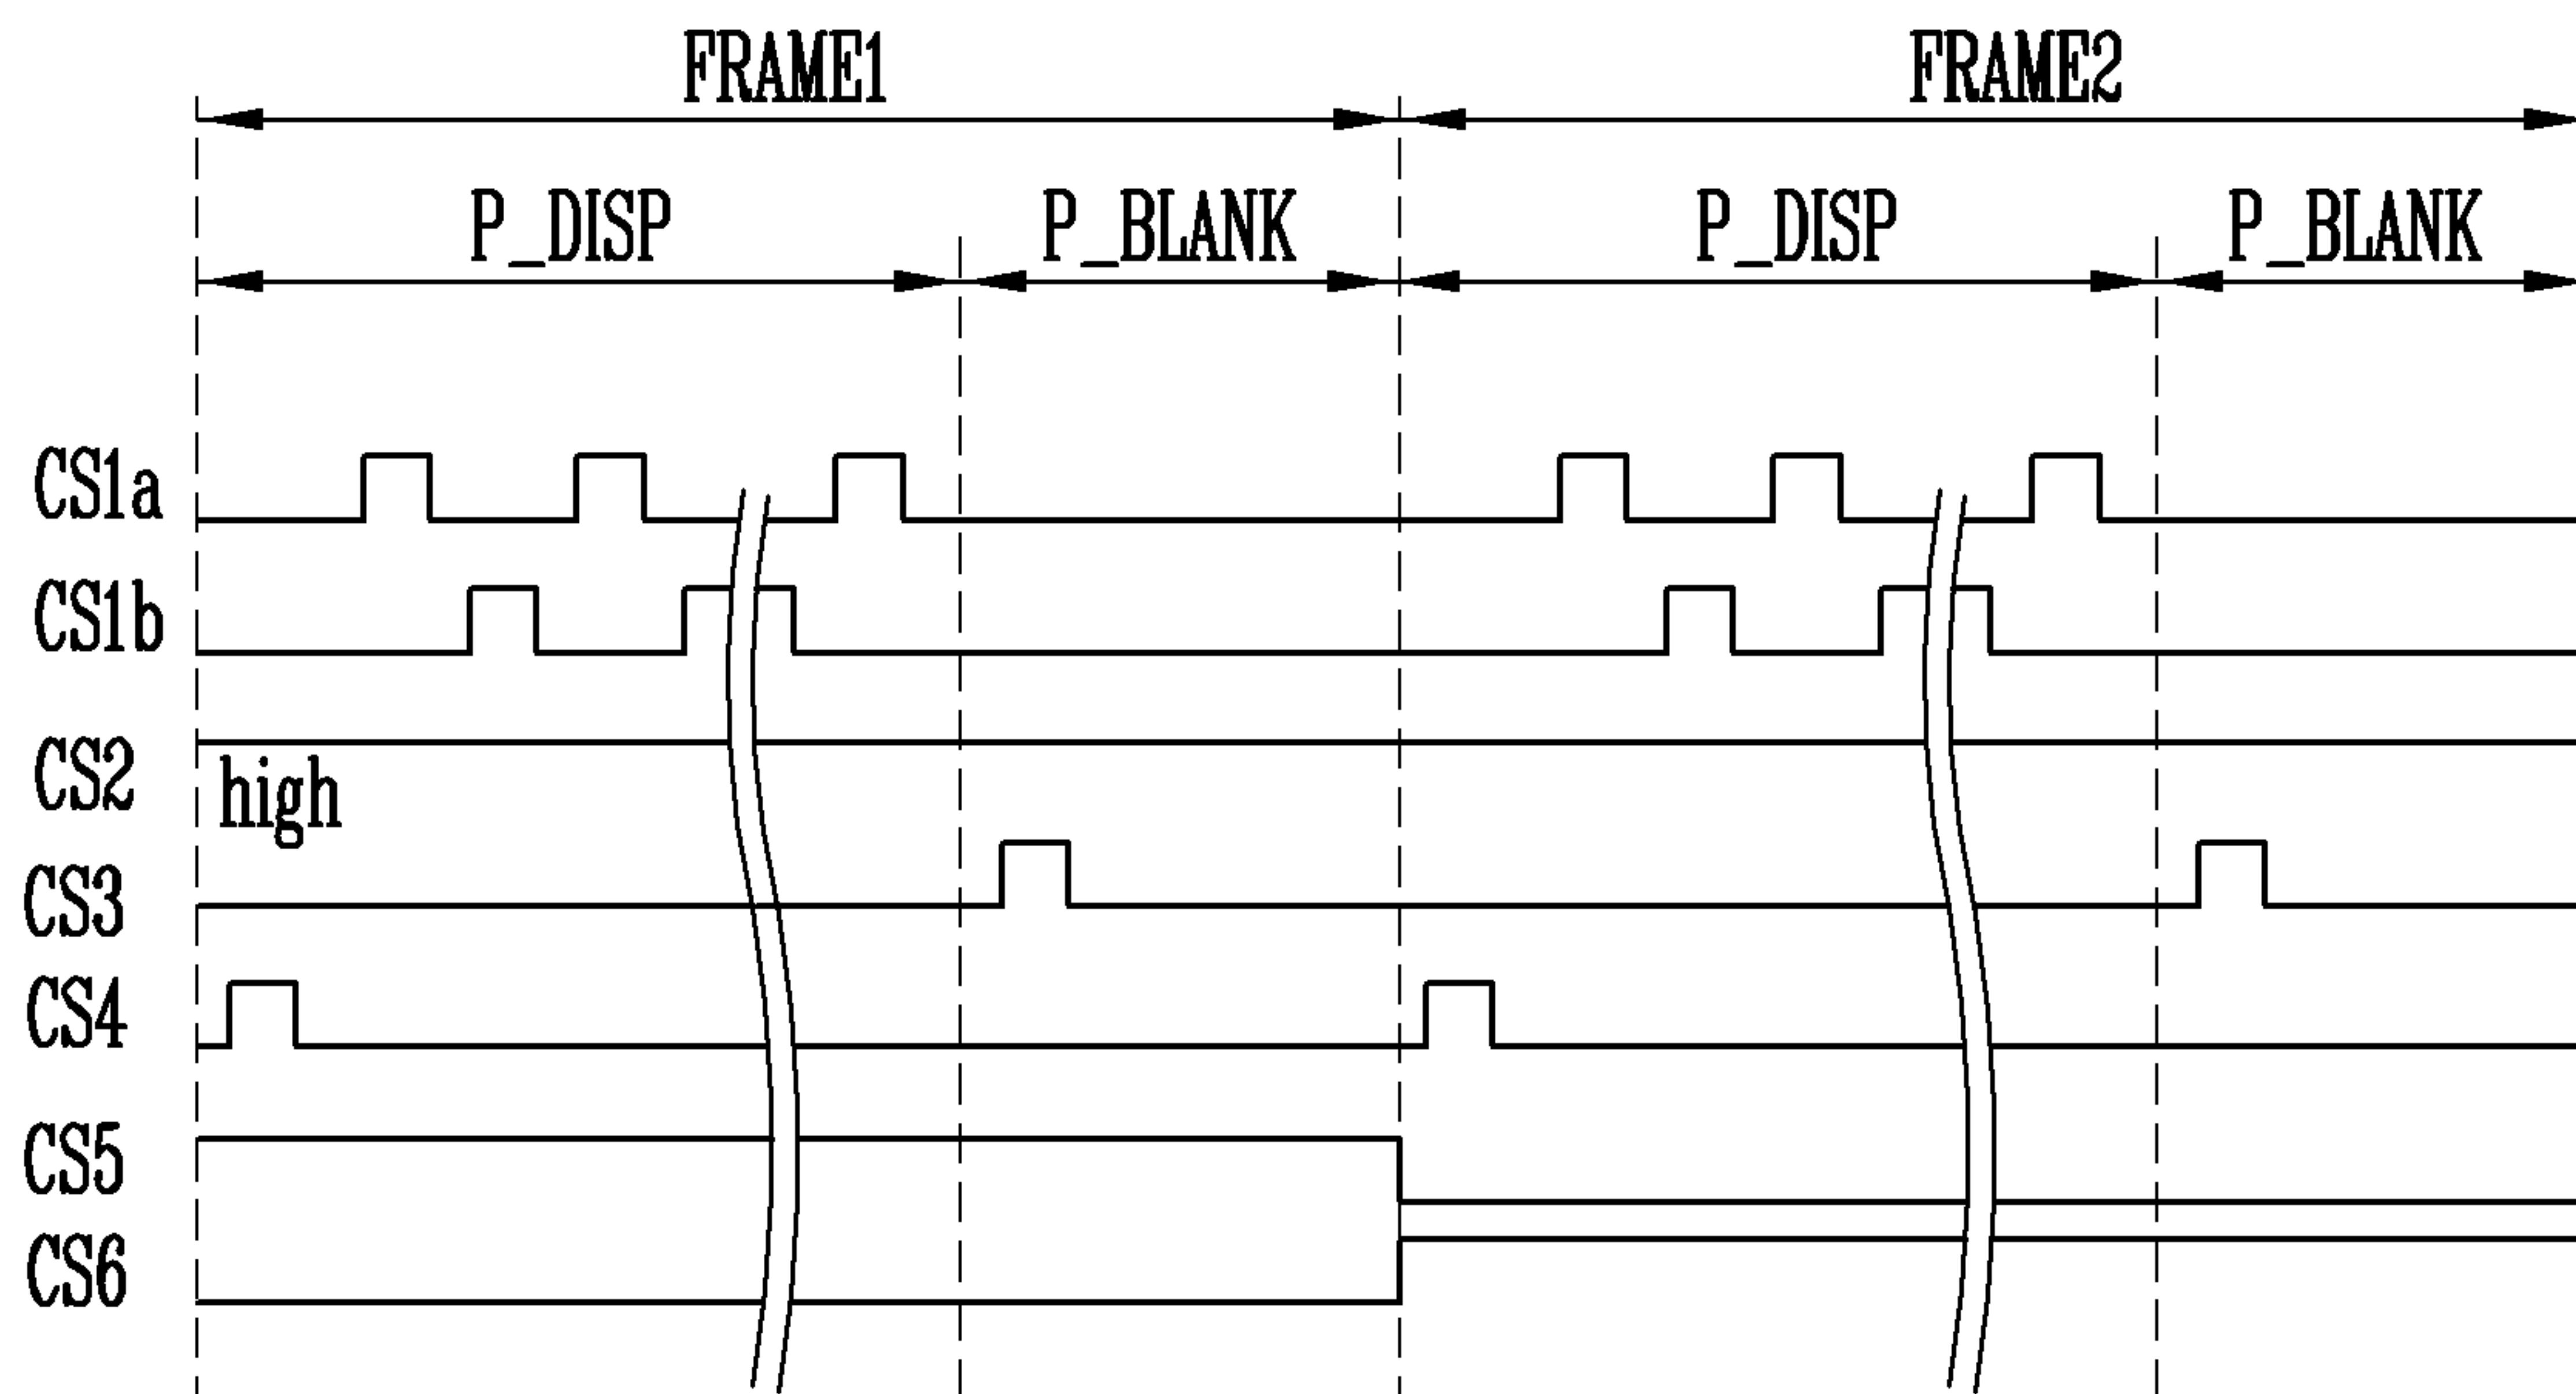 FRAME1 FRAME2
P_DISP P_BLANK P_DISP P_BLANK
CS1a
CS1b
CS2
high
CS3
CS4
CS5
CS6